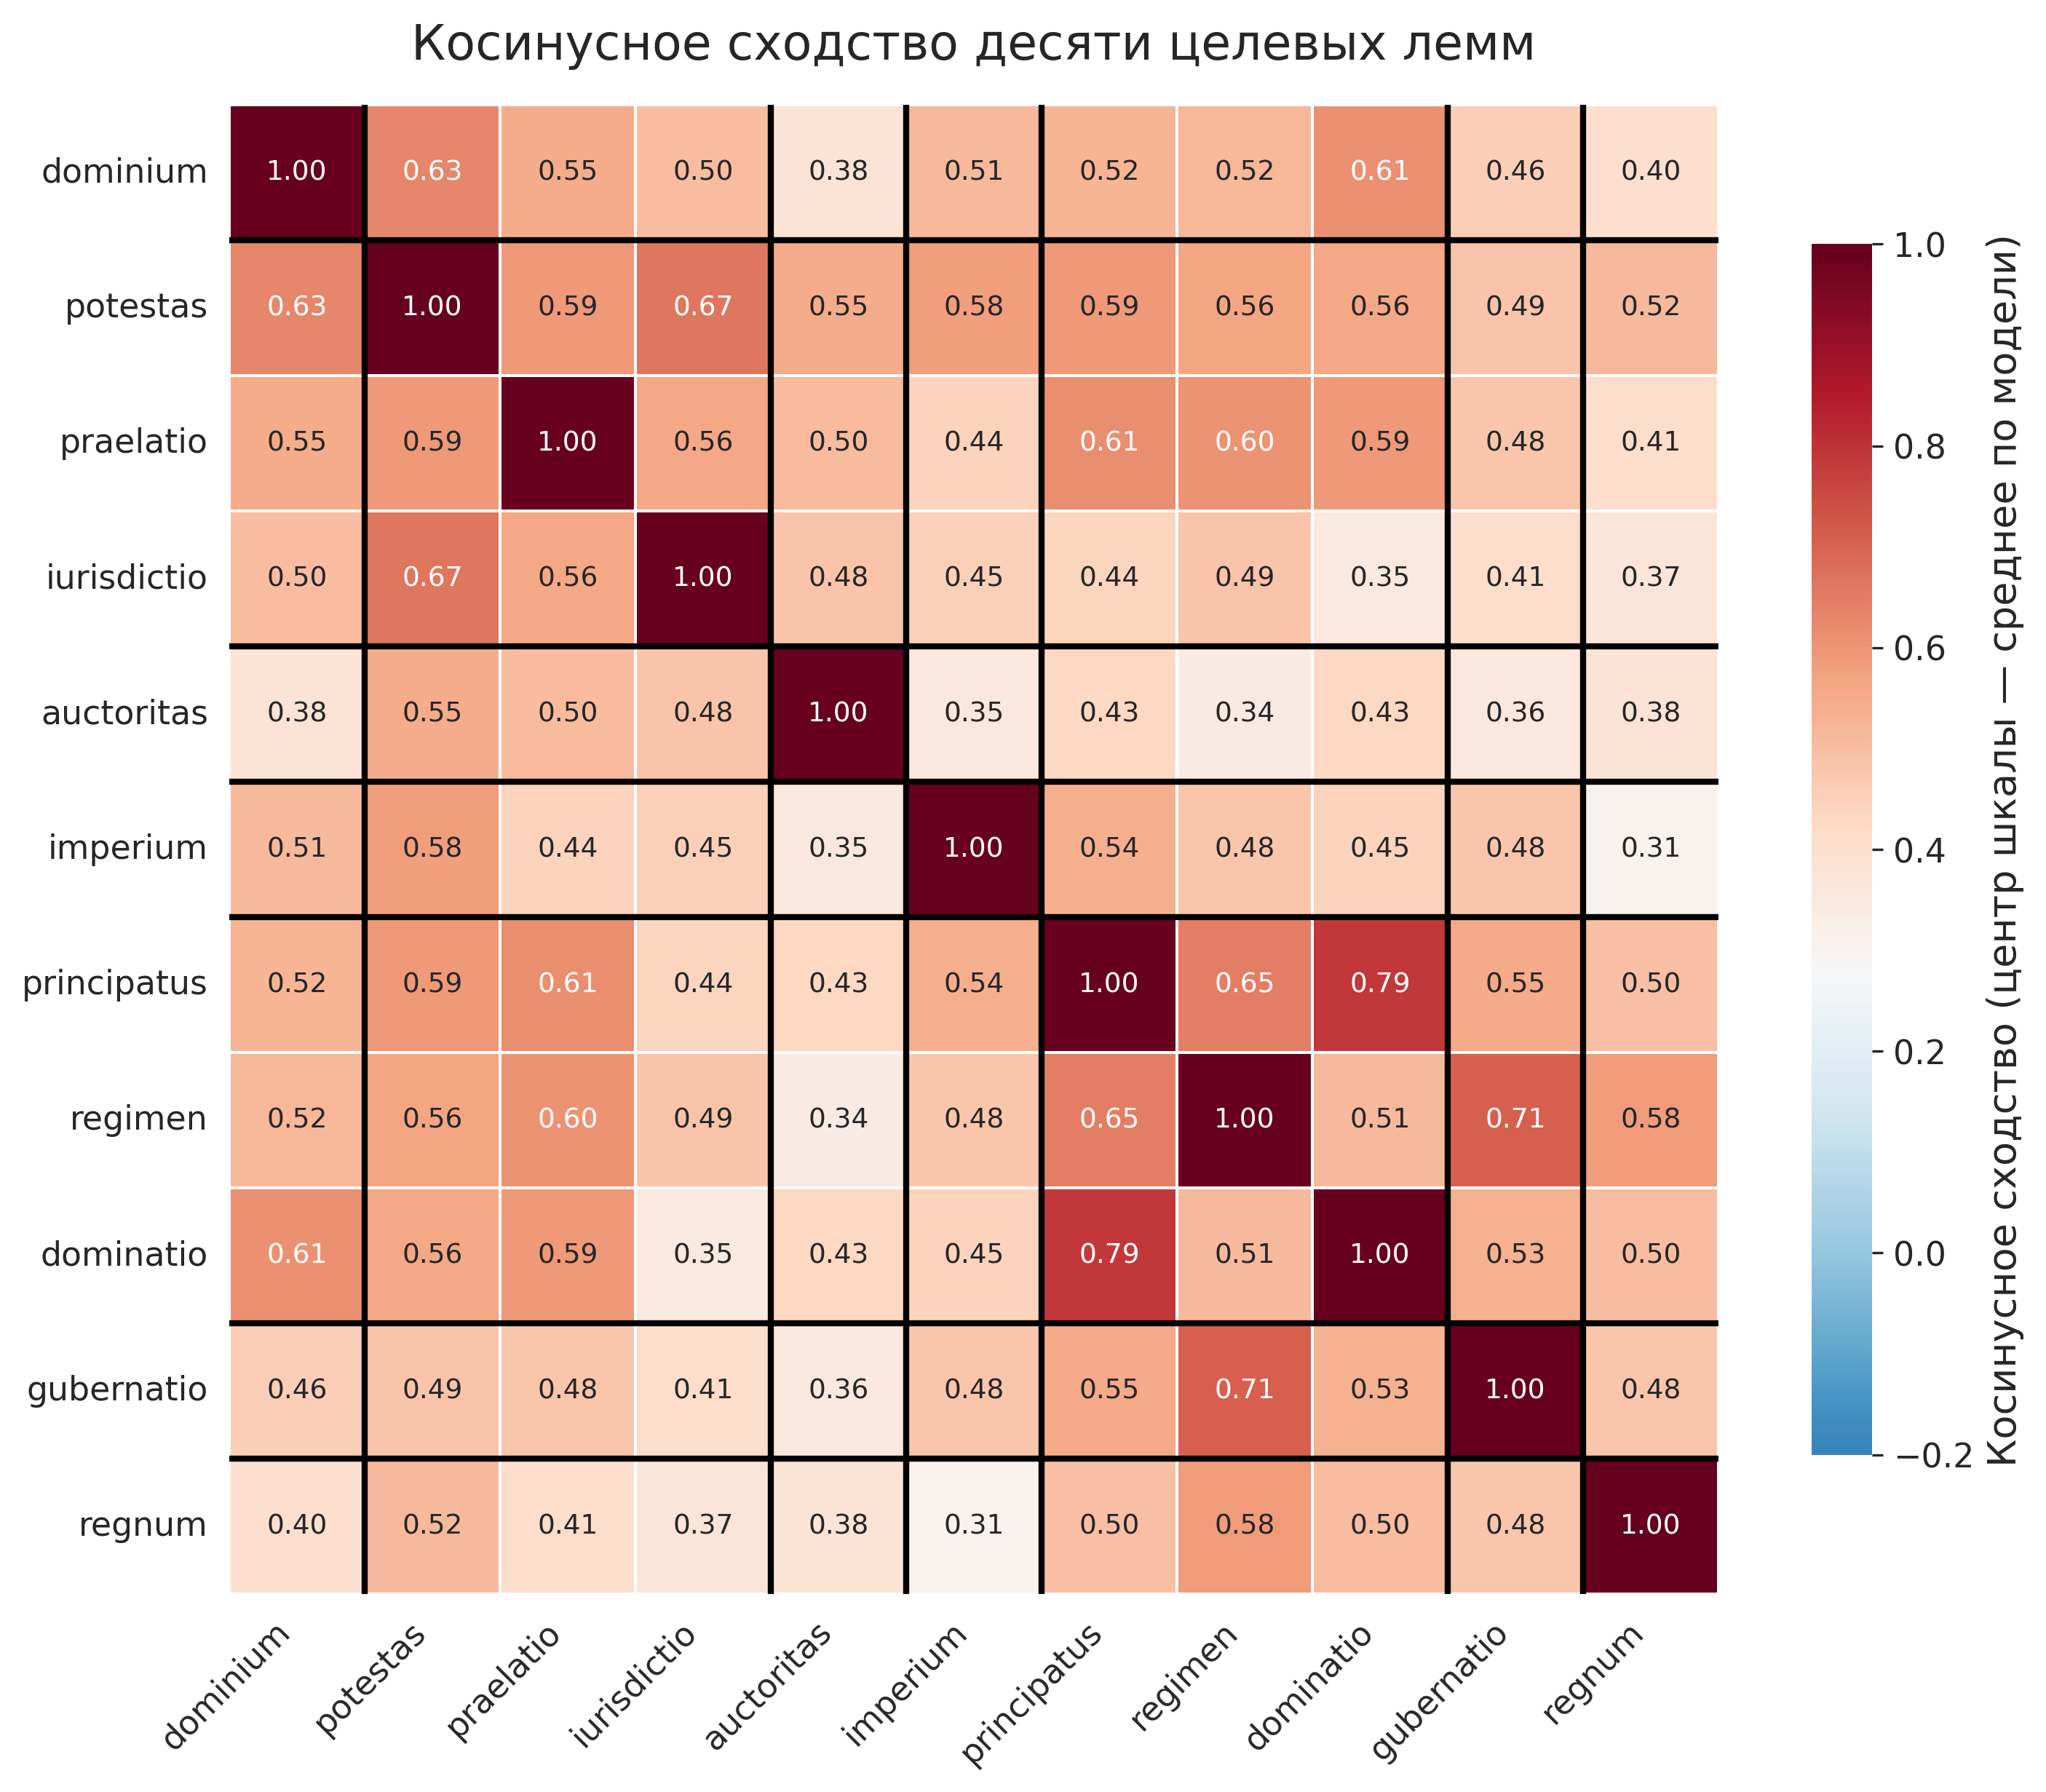 Косинусное сходство десяти целевых лемм
dominium 1.00 0.63 0.55 0.50 0.38 0.51 0.52 0.52 0.61 0.46 0.40
potestas 0.63 1.00 0.59 0.67 0.55 0.58 0.59 0.56 0.56 0.49 0.52
praelatio 0.55 0.59 1.00 0.56 0.50 0.44 0.61 0.60 0.59 0.48 0.41
iurisdictio 0.50 0.67 0.56 1.00 0.48 0.45 0.44 0.49 0.35 0.41 0.37
auctoritas 0.38 0.55 0.50 0.48 1.00 0.35 0.43 0.34 0.43 0.36 0.38
imperium 0.51 0.58 0.44 0.45 0.35 1.00 0.54 0.48 0.45 0.48 0.31
principatus 0.52 0.59 0.61 0.44 0.43 0.54 1.00 0.65 0.79 0.55 0.50
regimen 0.52 0.56 0.60 0.49 0.34 0.48 0.65 1.00 0.51 0.71 0.58
dominatio 0.61 0.56 0.59 0.35 0.43 0.45 0.79 0.51 1.00 0.53 0.50
gubernatio 0.46 0.49 0.48 0.41 0.36 0.48 0.55 0.71 0.53 1.00 0.48
regnum 0.40 0.52 0.41 0.37 0.38 0.31 0.50 0.58 0.50 0.48 1.00
dominium potestas praelatio iurisdictio auctoritas imperium principatus regimen dominatio gubernatio regnum
1.0
0.8
0.6
0.4
0.2
0.0
−0.2
Косинусное сходство (центр шкалы — среднее по модели)